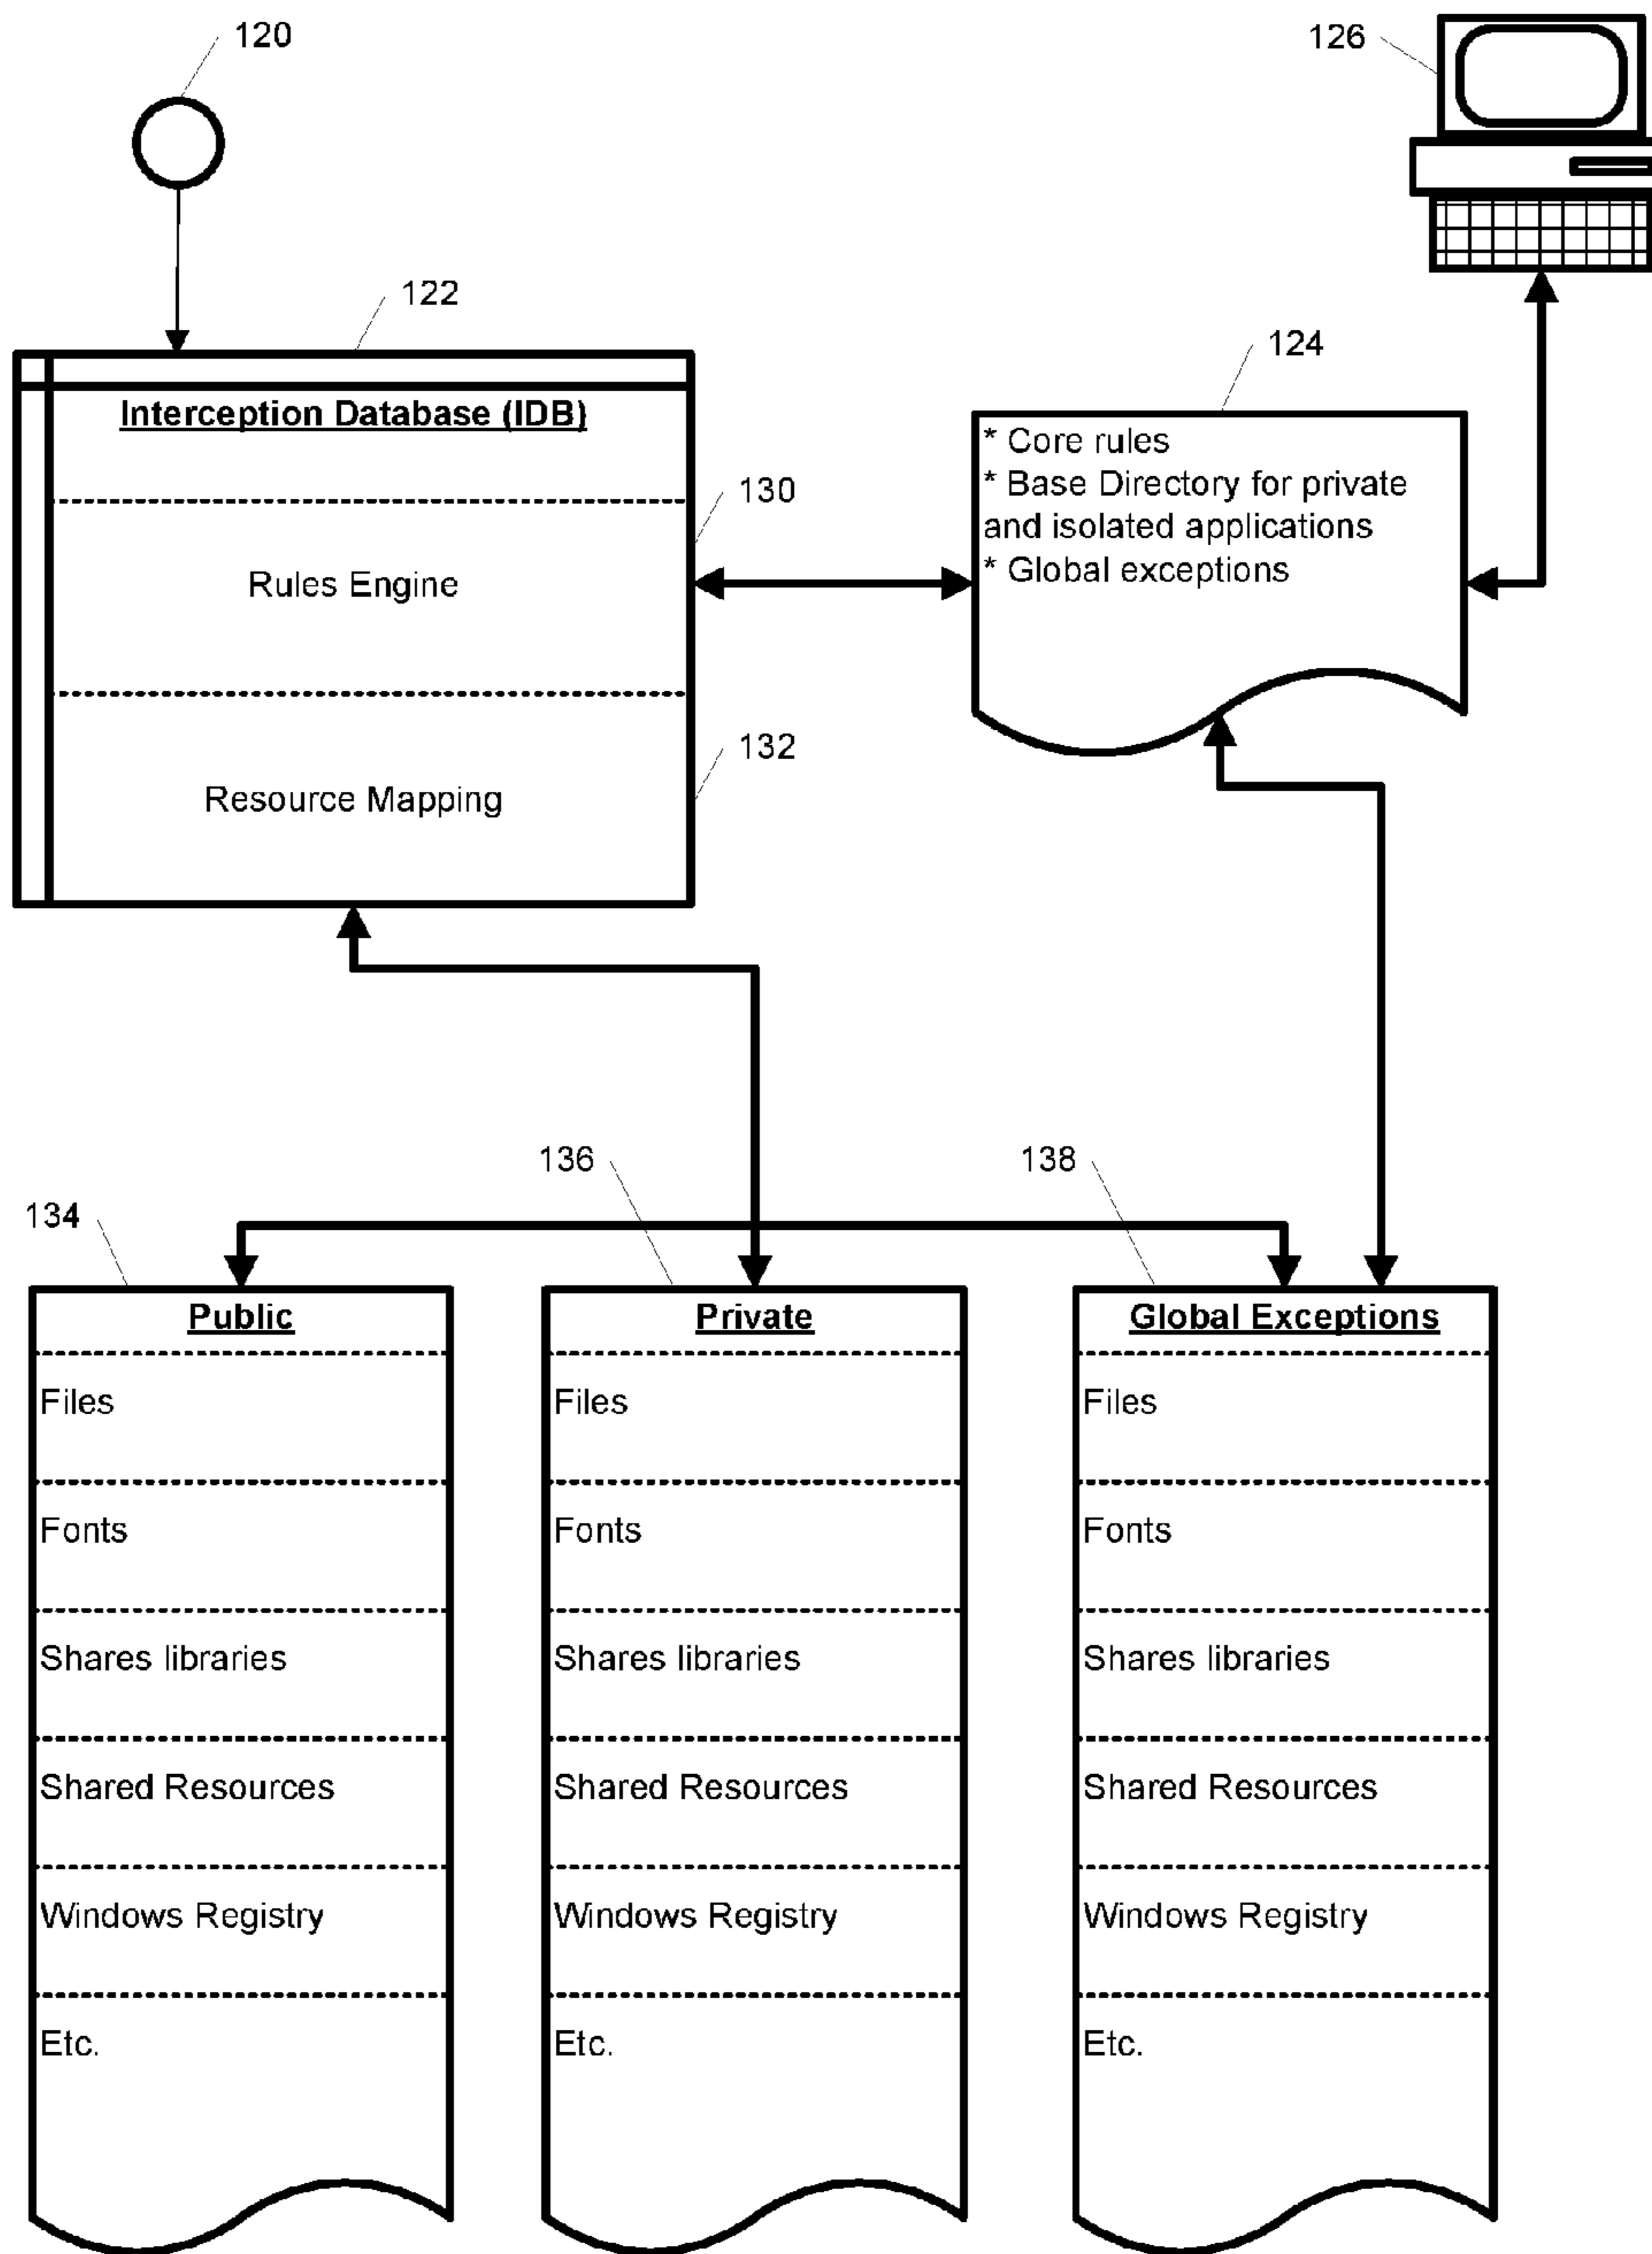 120
126
122
124
Interception Database (IDB)
* Core rules
* Base Directory for private
and isolated applications
* Global exceptions
130
Rules Engine
132
Resource Mapping
134
136
138
Public
Files
Fonts
Shares libraries
Shared Resources
Windows Registry
Etc.
Private
Files
Fonts
Shares libraries
Shared Resources
Windows Registry
Etc.
Global Exceptions
Files
Fonts
Shares libraries
Shared Resources
Windows Registry
Etc.